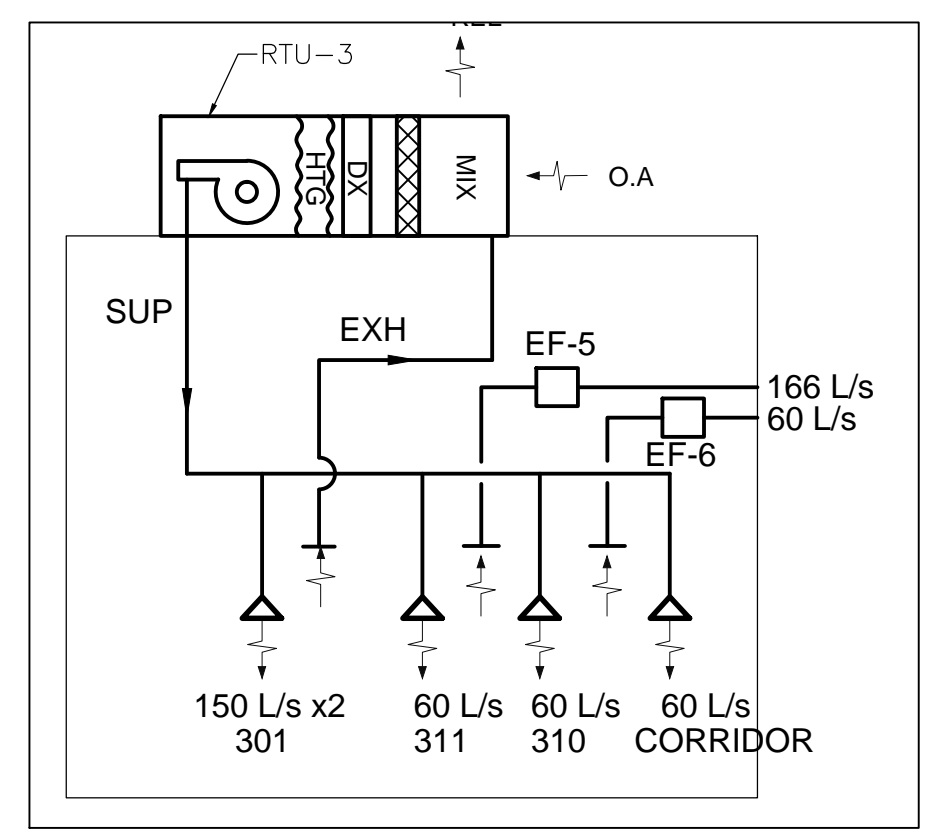 RTU-3
HTG
DX
MIX
O.A
SUP
EXH
EF-5
166 L/s
60 L/s
EF-6
150 L/s x2
301
60 L/s
311
60 L/s
310
60 L/s
CORRIDOR